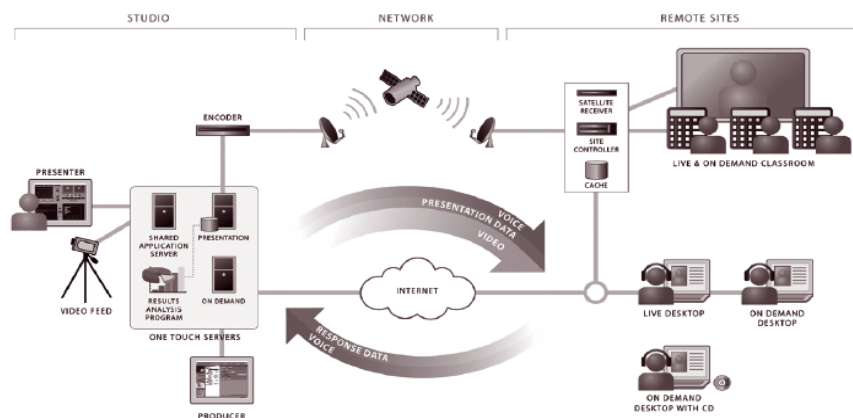 STUDIO
NETWORK
REMOTE SITES
ENCODER
SATELLITE
RECEIVER
SITE
CONTROLLER
CACHE
LIVE & ON DEMAND CLASSROOM
PRESENTER
SHARED
APPLICATION
SERVER
PRESENTATION
VIDEO FEED
RESULTS
ANALYSIS
PROGRAM
ON DEMAND
ONE TOUCH SERVERS
PRODUCER
VOICE
PRESENTATION DATA
VIDEO
INTERNET
RESPONSE DATA
VOICE
LIVE DESKTOP
ON DEMAND
DESKTOP
ON DEMAND
DESKTOP WITH CD